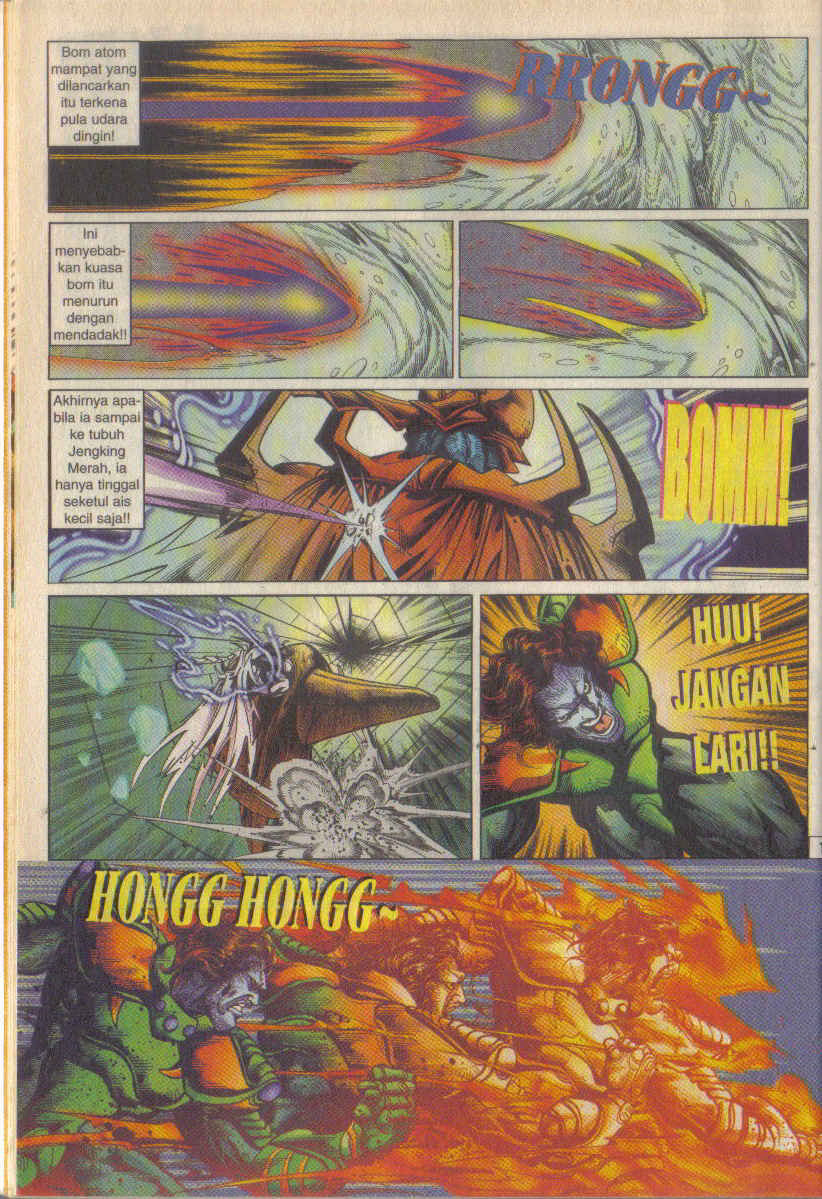 Bom atom
mampat yang
dilancarkan
itu terkena
pula udara
dingin!
RRONGG~
Ini
menyebab-
kan kuasa
bom itu
menurun
dengan
mendadak!!
Akhirnya apa-
bila ia sampai
ke tubuh
Jengking
Merah, ia
hanya tinggal
seketul ais
kecil saja!!
BOMM!
HUU!
JANGAN
LARI!!
HONGG HONGG~